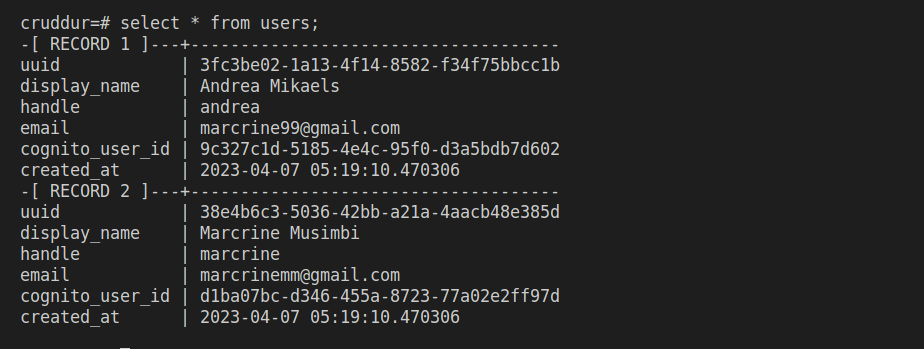 cruddur=# select * from users;
-[ RECORD 1 ]---+-------------------------------------
uuid            | 3fc3be02-1a13-4f14-8582-f34f75bbcc1b
display_name    | Andrea Mikaels
handle          | andrea
email           | marcrine99@gmail.com
cognito_user_id | 9c327c1d-5185-4e4c-95f0-d3a5bdb7d602
created_at      | 2023-04-07 05:19:10.470306
-[ RECORD 2 ]---+-------------------------------------
uuid            | 38e4b6c3-5036-42bb-a21a-4aacb48e385d
display_name    | Marcrine Musimbi
handle          | marcrine
email           | marcrinemm@gmail.com
cognito_user_id | d1ba07bc-d346-455a-8723-77a02e2ff97d
created_at      | 2023-04-07 05:19:10.470306